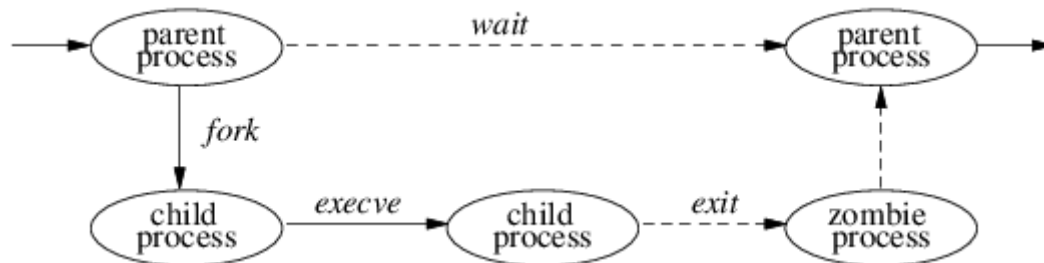 parent
process
wait
parent
process
fork
child
process
execve
child
process
exit
zombie
process